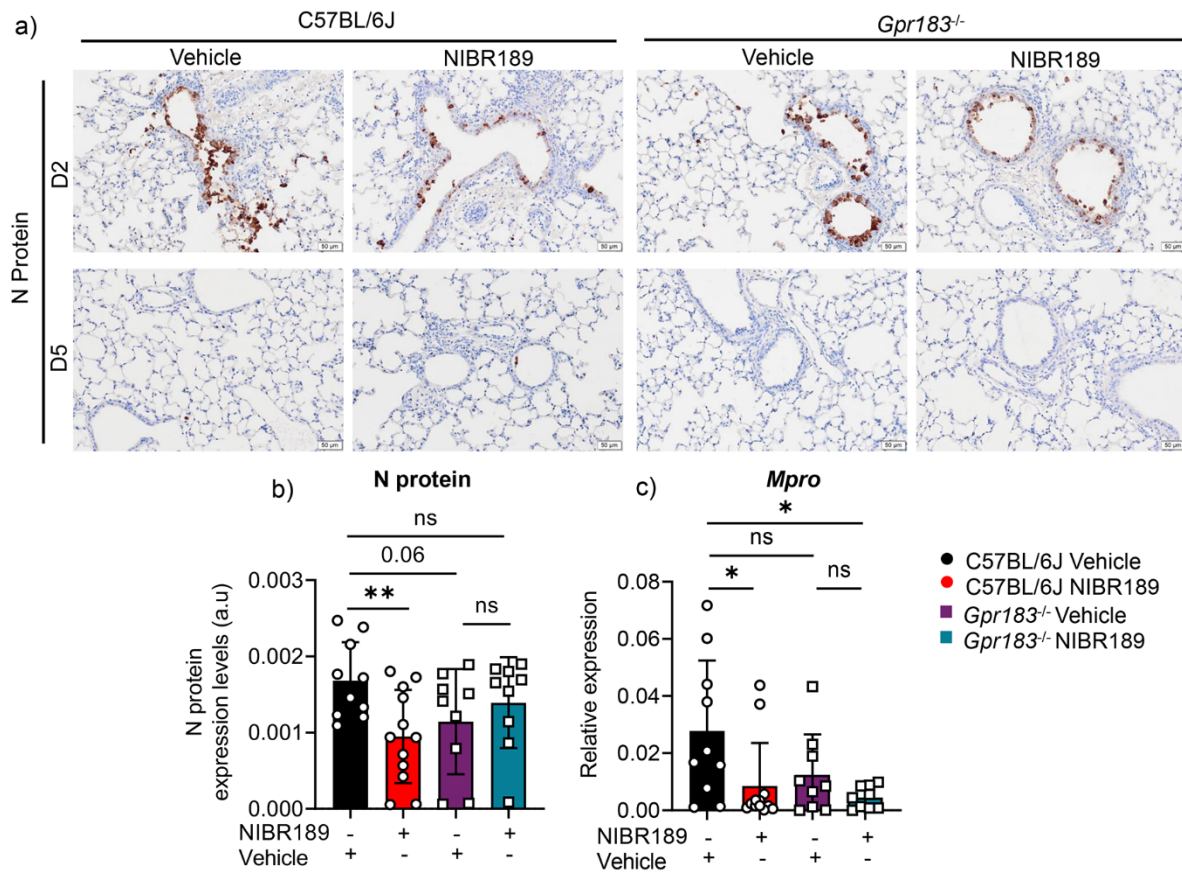 a)
C57BL/6J
Gpr183-/-
Vehicle
NIBR189
Vehicle
NIBR189
N Protein
D2
50 µm
50 µm
50 µm
50 µm
D5
50 µm
50 µm
50 µm
50 µm
b)
N protein
ns
0.06
**
ns
N protein
expression levels (a.u)
0.003
0.002
0.001
0.000
NIBR189 - + - +
Vehicle + - + -
c)
Mpro
*
ns
*
ns
Relative expression
0.08
0.06
0.04
0.02
0.00
NIBR189 - + - +
Vehicle + - + -
C57BL/6J Vehicle
C57BL/6J NIBR189
Gpr183-/- Vehicle
Gpr183-/- NIBR189